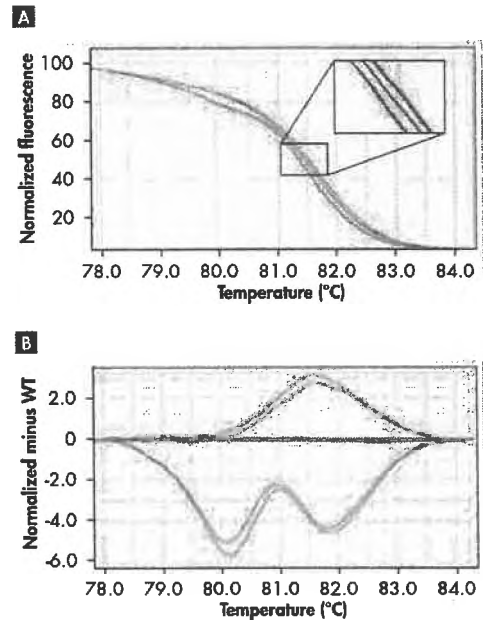 A
Normalized fluorescence
100
80
60
40
20
78.0 79.0 80.0 81.0 82.0 83.0 84.0
Temperature (°C)
B
Normalized minus WT
2.0
0
-2.0
-4.0
-6.0
78.0 79.0 80.0 81.0 82.0 83.0 84.0
Temperature (°C)